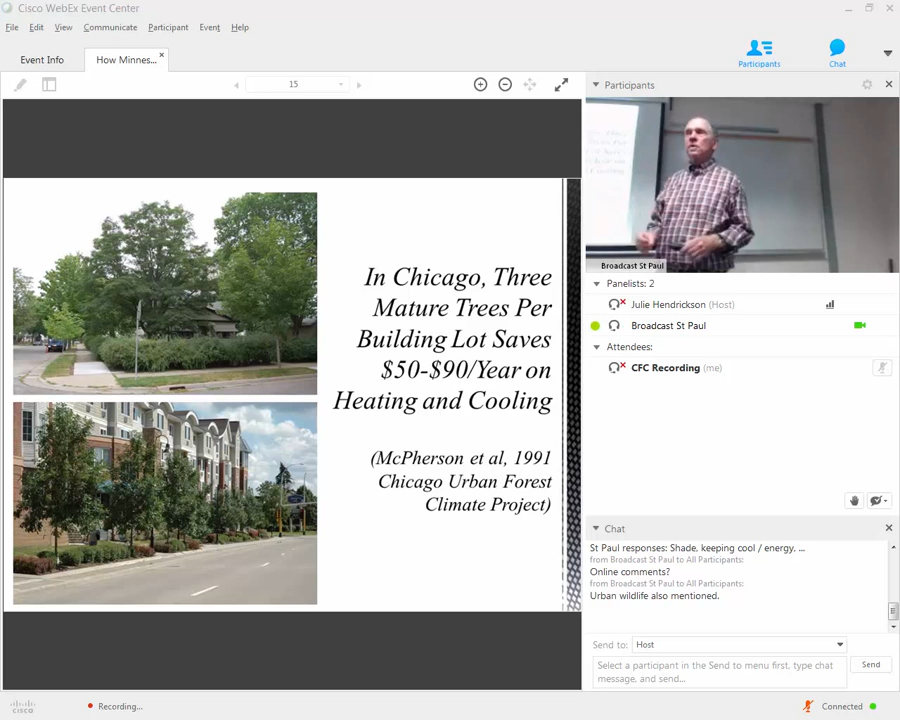 Cisco WebEx Event Center
File Edit View Communicate Participant Event Help
Event Info
How Minnes...
Participants
Chat
15
Participants
Broadcast St Paul
Panelists: 2
Julie Hendrickson (Host)
Broadcast St Paul
Attendees:
CFC Recording (me)
In Chicago, Three
Mature Trees Per
Building Lot Saves
$50-$90/Year on
Heating and Cooling
(McPherson et al, 1991
Chicago Urban Forest
Climate Project)
Chat
St Paul responses: Shade, keeping cool / energy, ...
from Broadcast St Paul to All Participants:
Online comments?
from Broadcast St Paul to All Participants:
Urban wildlife also mentioned.
Send to: Host
Select a participant in the Send to menu first, type chat
message, and send...
Send
cisco
Recording...
Connected